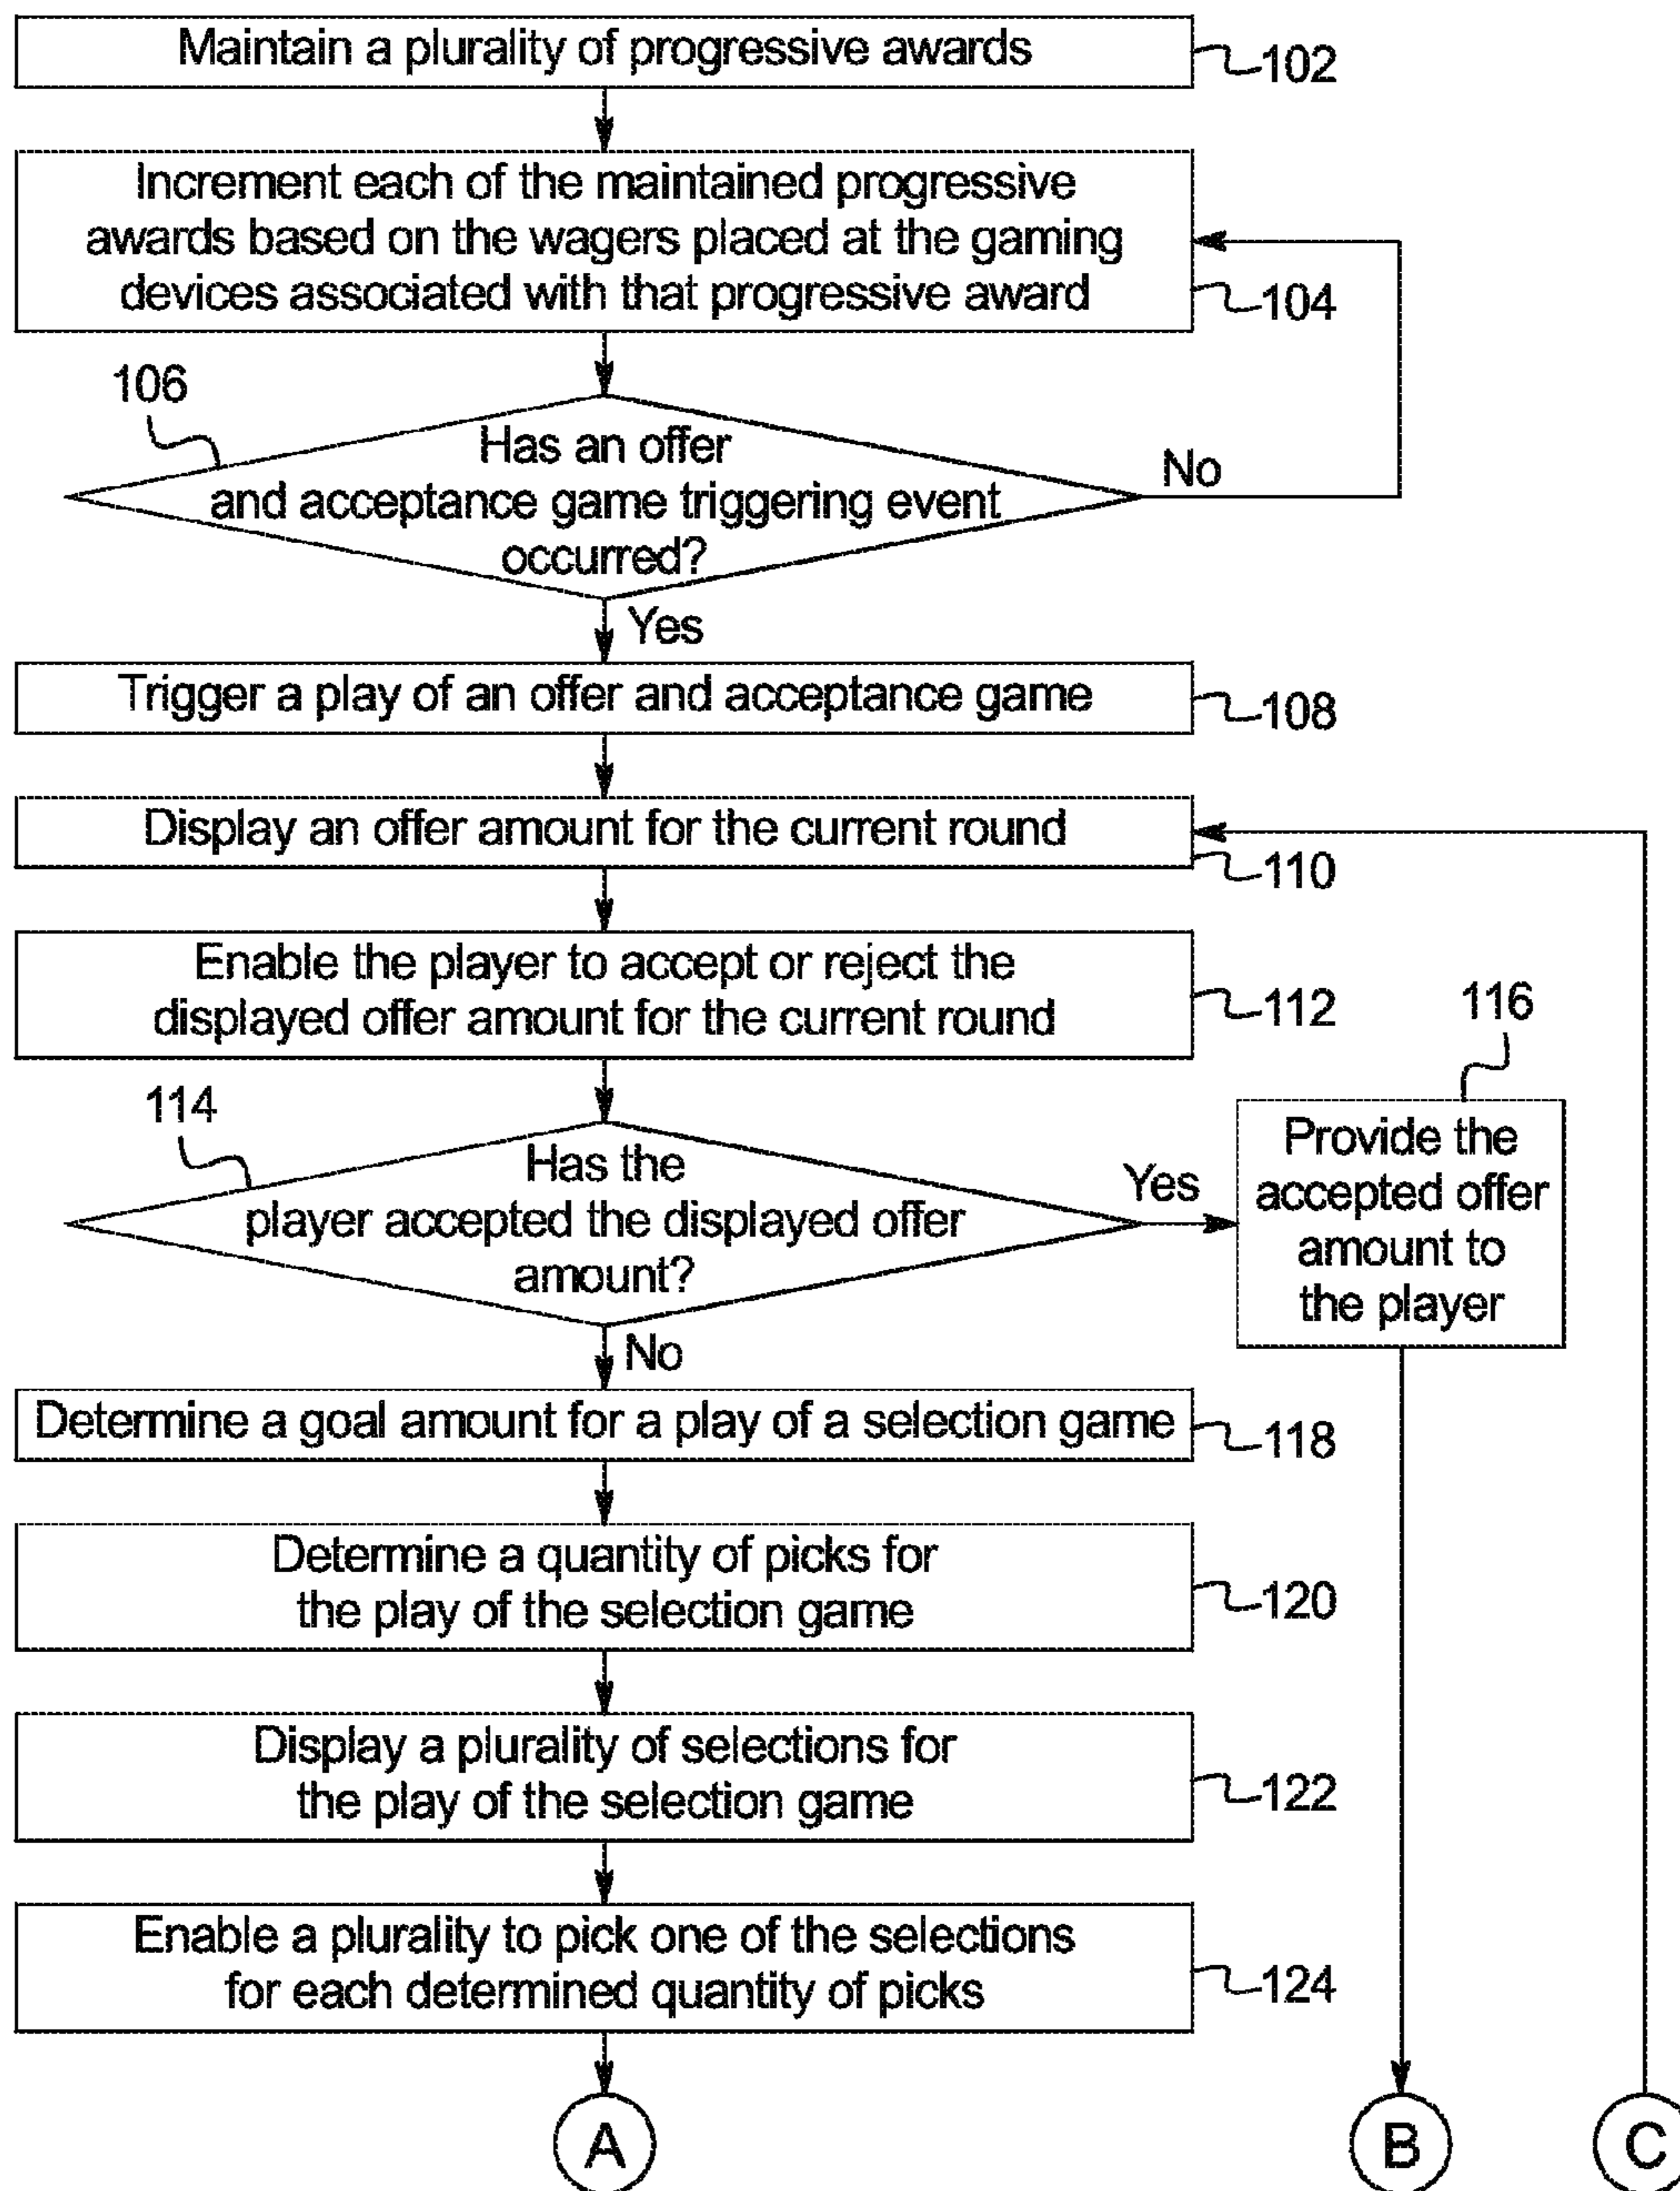 Maintain a plurality of progressive awards
102
Increment each of the maintained progressive
awards based on the wagers placed at the gaming
devices associated with that progressive award
104
106
Has an offer
and acceptance game triggering event
occurred?
No
Yes
Trigger a play of an offer and acceptance game
108
Display an offer amount for the current round
110
Enable the player to accept or reject the
displayed offer amount for the current round
112
114
Has the
player accepted the displayed offer
amount?
Yes
116
Provide the
accepted offer
amount to
the player
No
Determine a goal amount for a play of a selection game
118
Determine a quantity of picks for
the play of the selection game
120
Display a plurality of selections for
the play of the selection game
122
Enable a plurality to pick one of the selections
for each determined quantity of picks
124
A
B
C